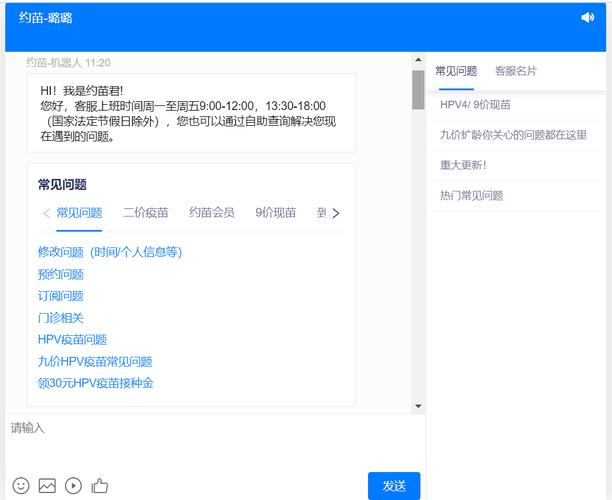 约苗-璐璐
约苗-机器人 11:20
HI！我是约苗君!
您好，客服上班时间周一至周五9:00-12:00，13:30-18:00
（国家法定节假日除外），您也可以通过自助查询解决您现
在遇到的问题。
常见问题
常见问题 二价疫苗 约苗会员 9价现苗
修改问题（时间/个人信息等）
预约问题
订阅问题
门诊相关
HPV疫苗问题
九价HPV疫苗常见问题
领30元HPV疫苗接种金
请输入
发送
常见问题 客服名片
HPV4/ 9价现苗
九价扩龄你关心的问题都在这里
重大更新！
热门常见问题